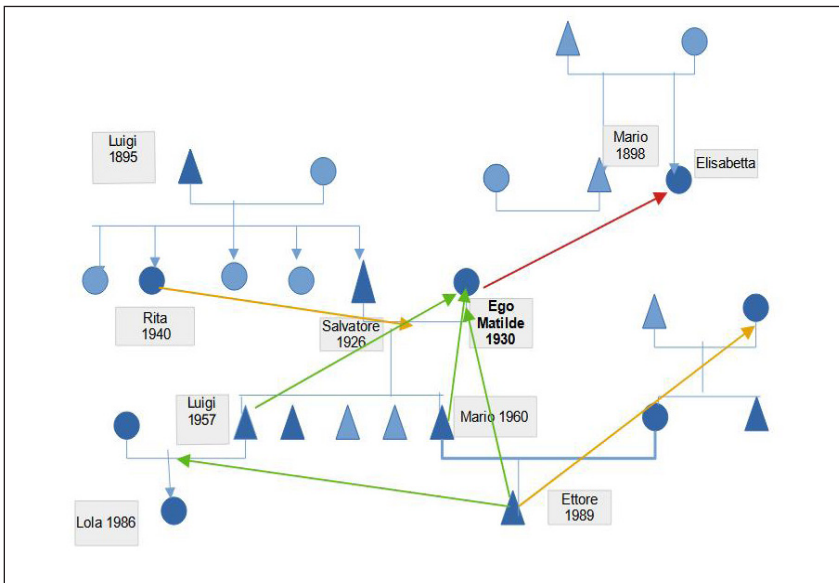 Luigi
1895
Mario
1898
Elisabetta
Rita
1940
Salvatore
1926
Ego
Matilde
1930
Luigi
1957
Mario 1960
Lola 1986
Ettore
1989